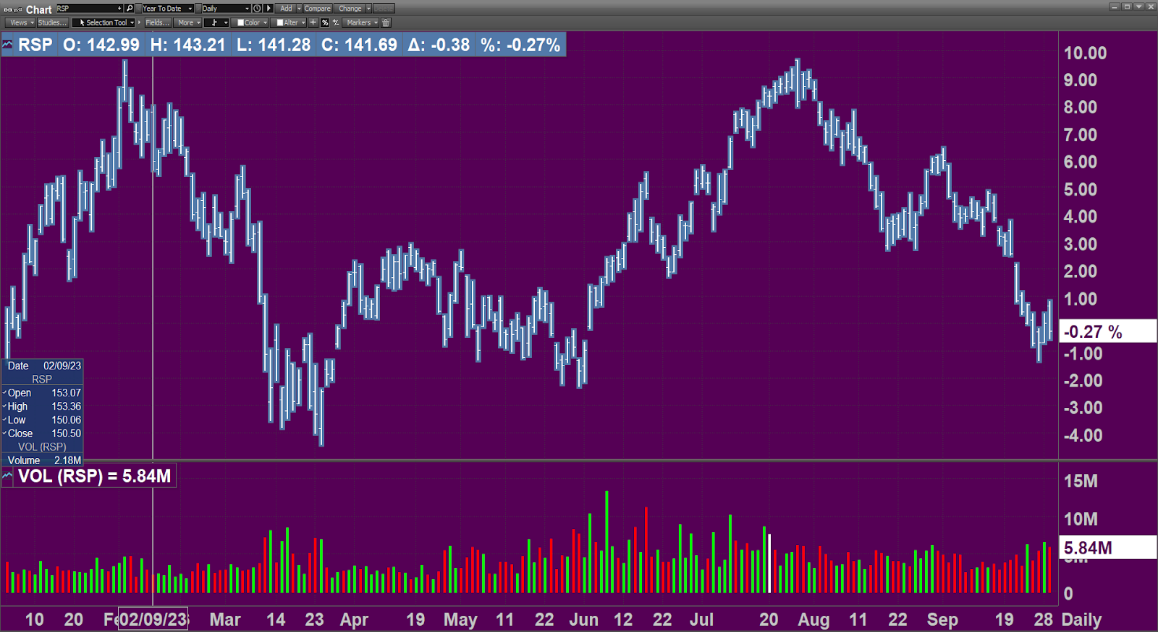 Chart RSP Year To Date Daily Add Compare Change
Views Studies... Selection Tool Fields... More Color Alter % Markers
RSP O: 142.99 H: 143.21 L: 141.28 C: 141.69 Δ: -0.38 %: -0.27%
10.00
9.00
8.00
7.00
6.00
5.00
4.00
3.00
2.00
1.00
-0.27 %
-1.00
-2.00
-3.00
-4.00
Date 02/09/23
RSP
Open 153.07
High 153.36
Low 150.06
Close 150.50
VOL (RSP)
Volume 2.18M
VOL (RSP) = 5.84M
15M
10M
5.84M
0
10 20 02/09/23 Mar 14 23 Apr 19 May 11 22 Jun 12 22 Jul 20 Aug 11 22 Sep 19 28 Daily